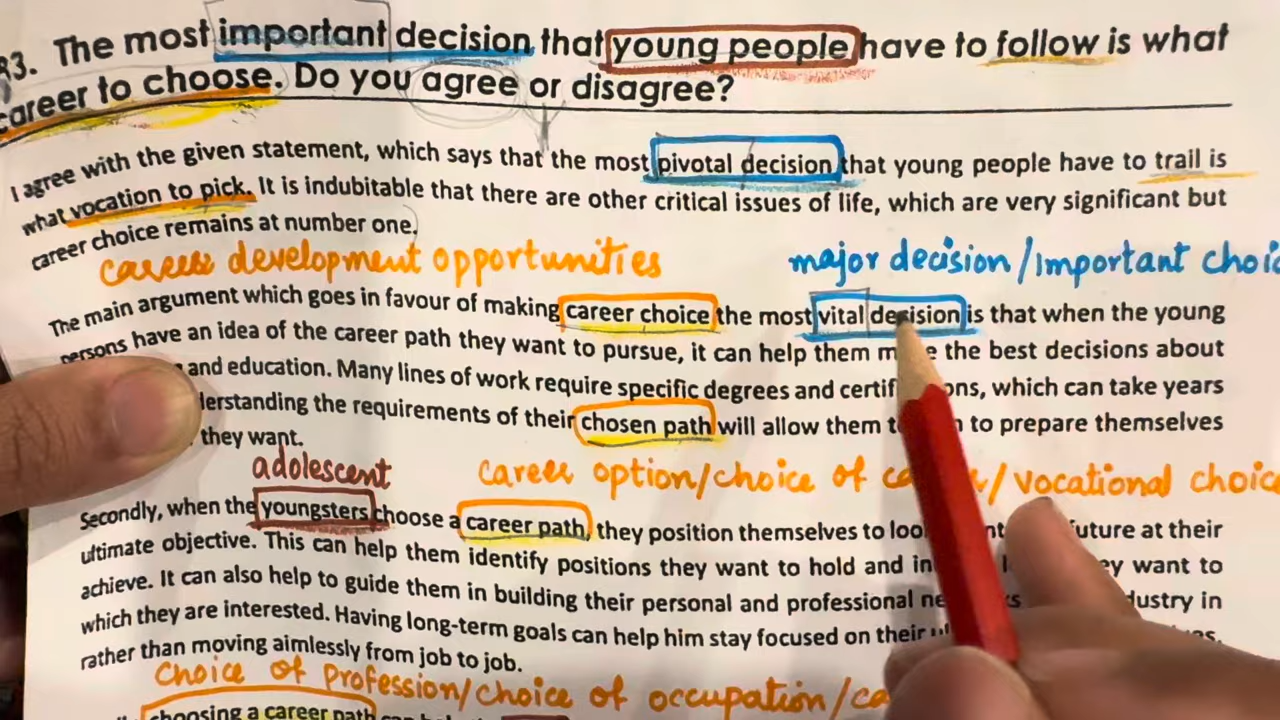 3. The most important decision that young people have to follow is what
career to choose. Do you agree or disagree?
I agree with the given statement, which says that the most pivotal decision that young people have to trail is
what vocation to pick. It is indubitable that there are other critical issues of life, which are very significant but
career choice remains at number one.
career development opportunities major decision/Important
The main argument which goes in favour of making career choice the most vital decision is that when the young
persons have an idea of the career path they want to pursue, it can help them the best decisions about
and education. Many lines of work require specific degrees and which can take years
the requirements of their chosen path will allow them to prepare themselves
they want.
adolescent career option/choice of /vocational choice
Secondly, when the youngsters choose a career path, they position themselves to future at their
ultimate objective. This can help them identify positions they want to hold and want to
achieve. It can also help to guide them in building their personal and professional in
which they are interested. Having long-term goals can help him stay focused on their
rather than moving aimlessly from job to job.
Choice of profession/choice of occupation/
choosing a career path